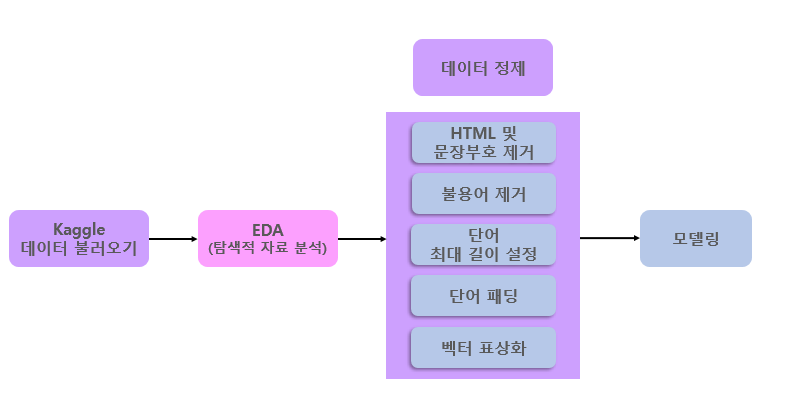 데이터 정제
HTML 및
문장부호 제거
불용어 제거
단어
최대 길이 설정
단어 패딩
벡터 표상화
Kaggle
데이터 불러오기
EDA
(탐색적 자료 분석)
모델링